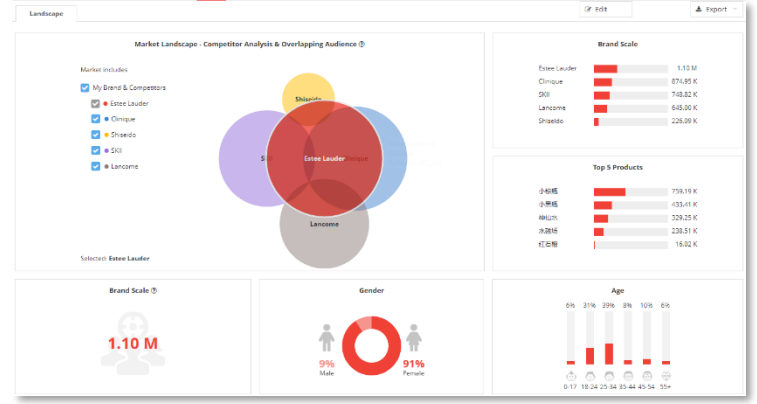 Landscape
Edit
Export
Market Landscape - Competitor Analysis & Overlapping Audience
Market includes
My Brand & Competitors
Estee Lauder
Clinique
Shiseido
SKII
Lancome
Shiseido
Estee Lauder
Lancome
Selected: Estee Lauder
Brand Scale
Estee Lauder 1.10 M
Clinique 874.95 K
SKII 748.82 K
Lancome 645.00 K
Shiseido 226.09 K
Top 5 Products
小棕瓶 759.19 K
小黑瓶 433.41 K
神仙水 329.25 K
238.51 K
红石榴 16.02 K
Brand Scale
1.10 M
Gender
9% Male
91% Female
Age
6% 31% 39% 8% 10% 6%
0-17 18-24 25-34 35-44 45-54 55+